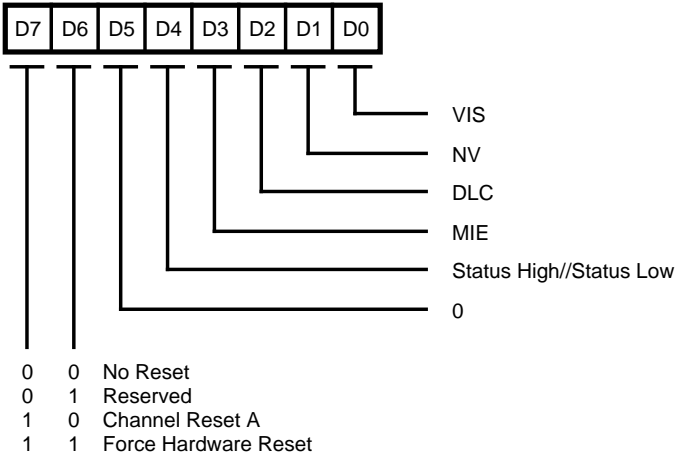 D7 D6 D5 D4 D3 D2 D1 D0
VIS
NV
DLC
MIE
Status High//Status Low
0
0 0 No Reset
0 1 Reserved
1 0 Channel Reset A
1 1 Force Hardware Reset